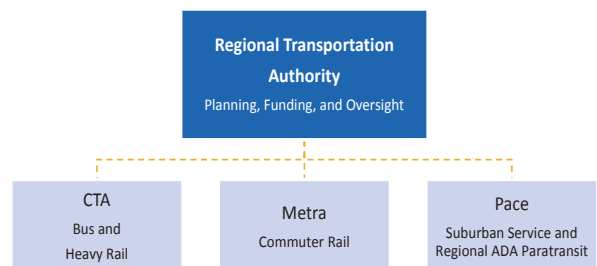 Regional Transportation
Authority
Planning, Funding, and Oversight
CTA
Bus and
Heavy Rail
Metra
Commuter Rail
Pace
Suburban Service and
Regional ADA Paratransit